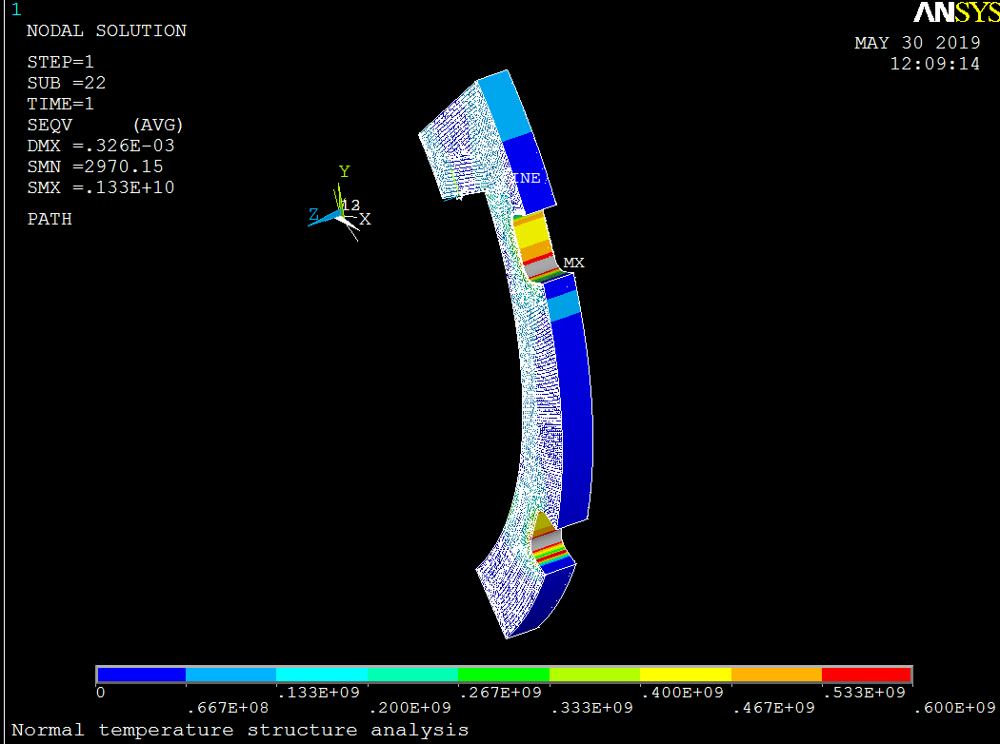 1
ANSYS
NODAL SOLUTION
MAY 30 2019
12:09:14
STEP=1
SUB =22
TIME=1
SEQV (AVG)
DMX =.326E-03
SMN =2970.15
SMX =.133E+10
PATH
Y
Z
X
INE
MX
0
.667E+08
.133E+09
.200E+09
.267E+09
.333E+09
.400E+09
.467E+09
.533E+09
.600E+09
Normal temperature structure analysis